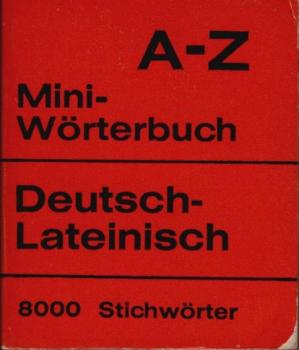 A-Z
Mini-
Wörterbuch
Deutsch-
Lateinisch
8000 Stichwörter